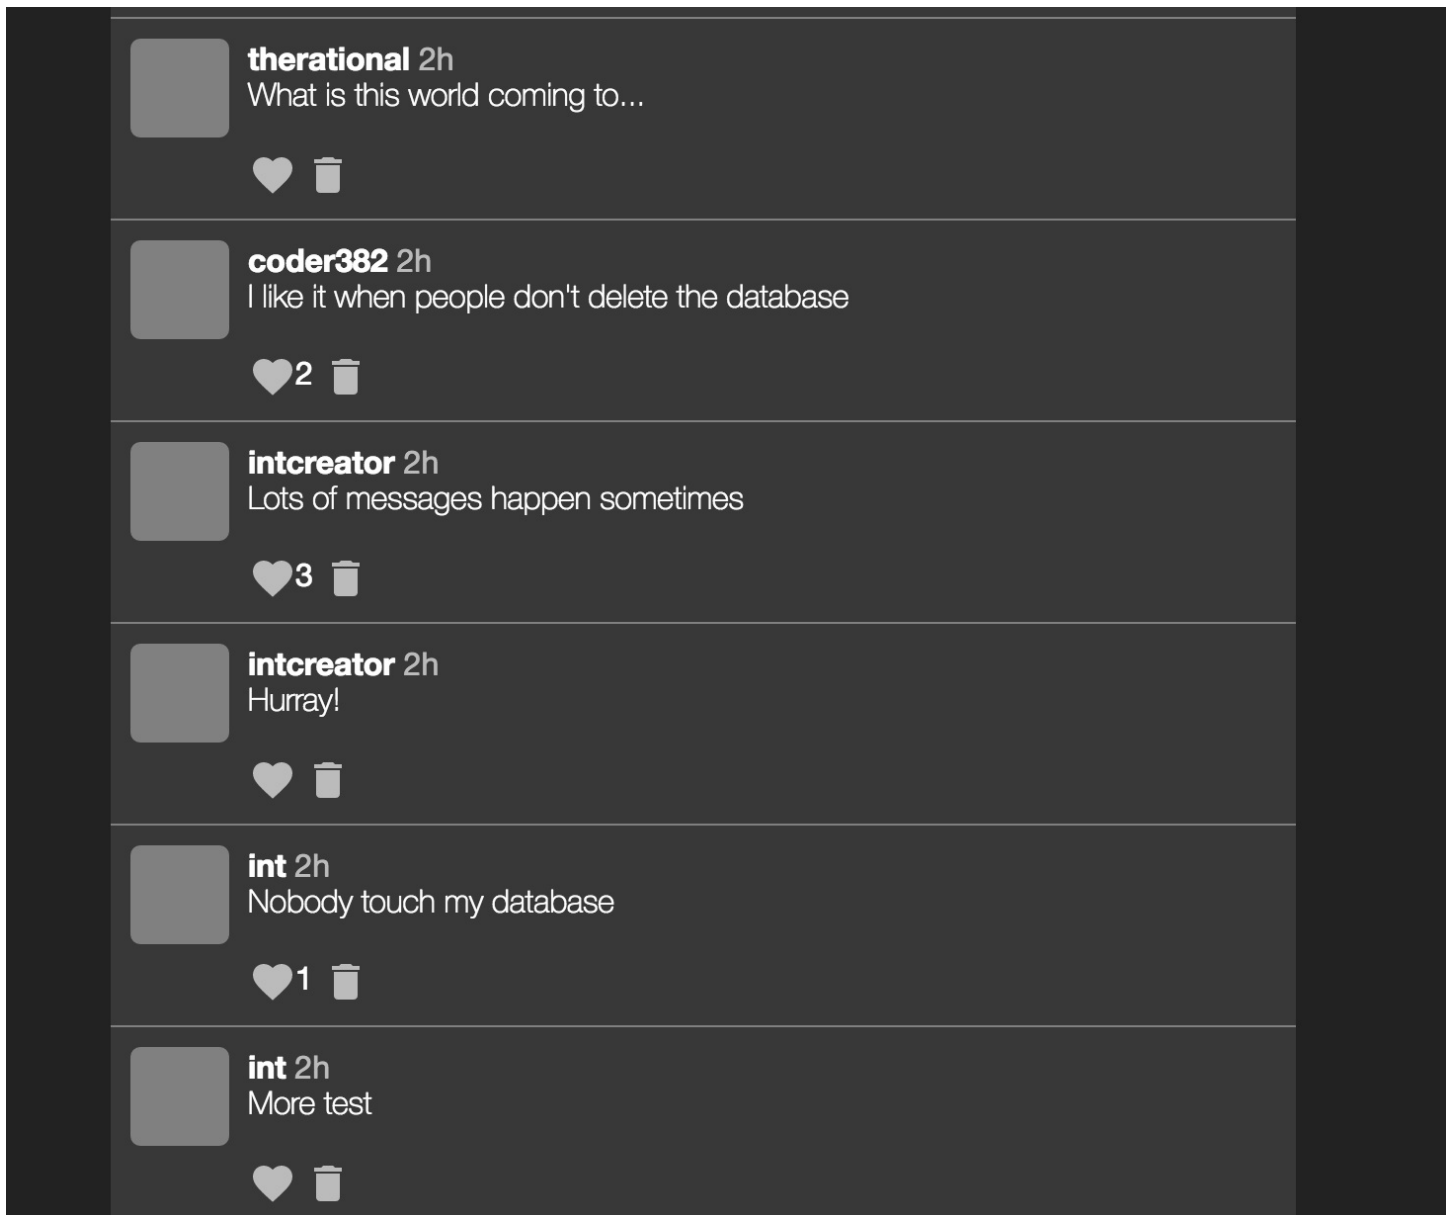 therational 2h
What is this world coming to...
coder382 2h
I like it when people don't delete the database
2
intcreator 2h
Lots of messages happen sometimes
3
intcreator 2h
Hurray!
int 2h
Nobody touch my database
1
int 2h
More test